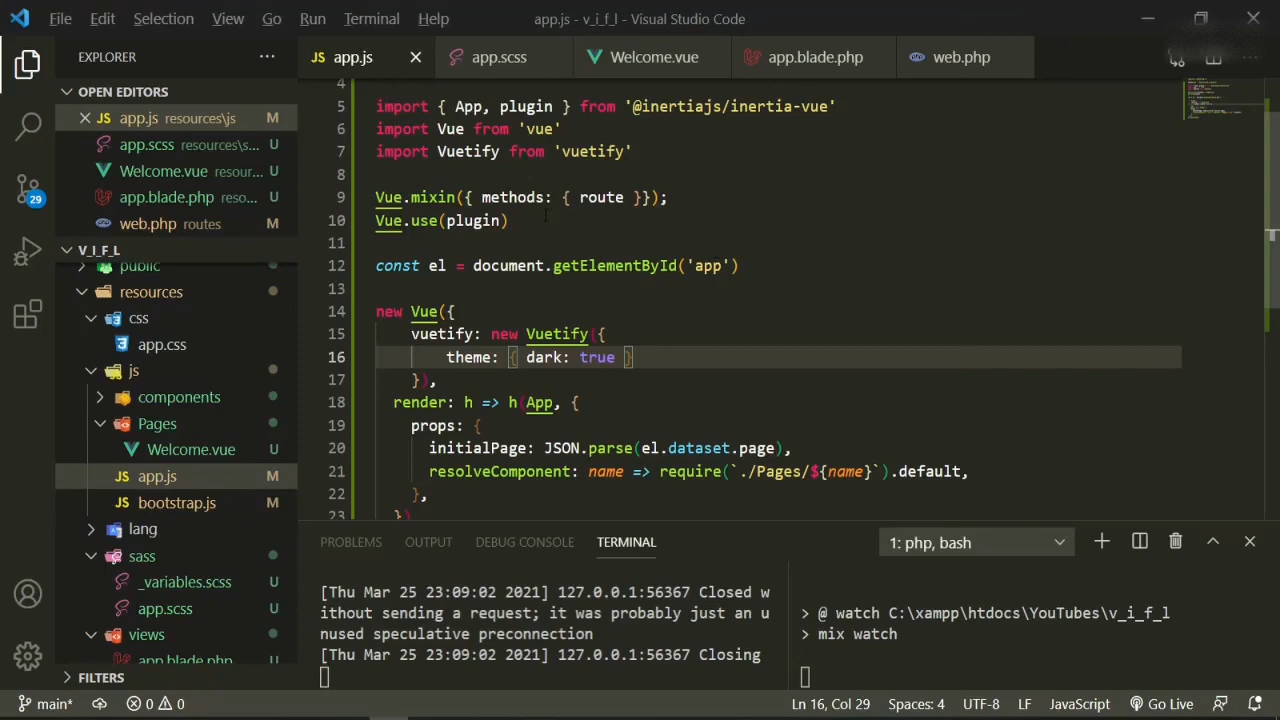 File Edit Selection View Go Run Terminal Help app.js - v_i_f_l - Visual Studio Code
EXPLORER
OPEN EDITORS
app.js resources\js M
app.scss resources\s... U
Welcome.vue resour... U
app.blade.php reso... U
web.php routes M
V_I_F_L
public
resources
css
app.css
js
components
Pages
Welcome.vue U
app.js M
bootstrap.js M
lang
sass
_variables.scss U
app.scss U
views
app.blade.php U
FILTERS
29
app.js app.scss Welcome.vue app.blade.php web.php
4
5 import { App, plugin } from '@inertiajs/inertia-vue'
6 import Vue from 'vue'
7 import Vuetify from 'vuetify'
8
9 Vue.mixin({ methods: { route }});
10 Vue.use(plugin)
11
12 const el = document.getElementById('app')
13
14 new Vue({
15 vuetify: new Vuetify({
16 theme: { dark: true }
17 }),
18 render: h => h(App, {
19 props: {
20 initialPage: JSON.parse(el.dataset.page),
21 resolveComponent: name => require(`./Pages/${name}`).default,
22 },
23 })
PROBLEMS OUTPUT DEBUG CONSOLE TERMINAL 1: php, bash
[Thu Mar 25 23:09:02 2021] 127.0.0.1:56367 Closed w
ithout sending a request; it was probably just an u
nused speculative preconnection
[Thu Mar 25 23:09:02 2021] 127.0.0.1:56367 Closing
> @ watch C:\xampp\htdocs\YouTubes\v_i_f_l
> mix watch
main* 0 0 Ln 16, Col 29 Spaces: 4 UTF-8 LF JavaScript Go Live